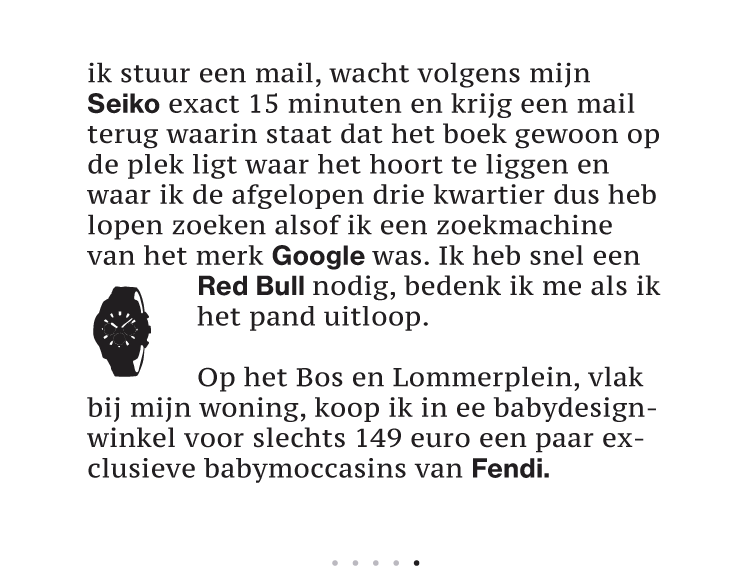 ik stuur een mail, wacht volgens mijn
Seiko exact 15 minuten en krijg een mail
terug waarin staat dat het boek gewoon op
de plek ligt waar het hoort te liggen en
waar ik de afgelopen drie kwartier dus heb
lopen zoeken alsof ik een zoekmachine
van het merk Google was. Ik heb snel een
Red Bull nodig, bedenk ik me als ik
het pand uitloop.
Op het Bos en Lommerplein, vlak
bij mijn woning, koop ik in ee babydesign-
winkel voor slechts 149 euro een paar ex-
clusieve babymoccasins van Fendi.